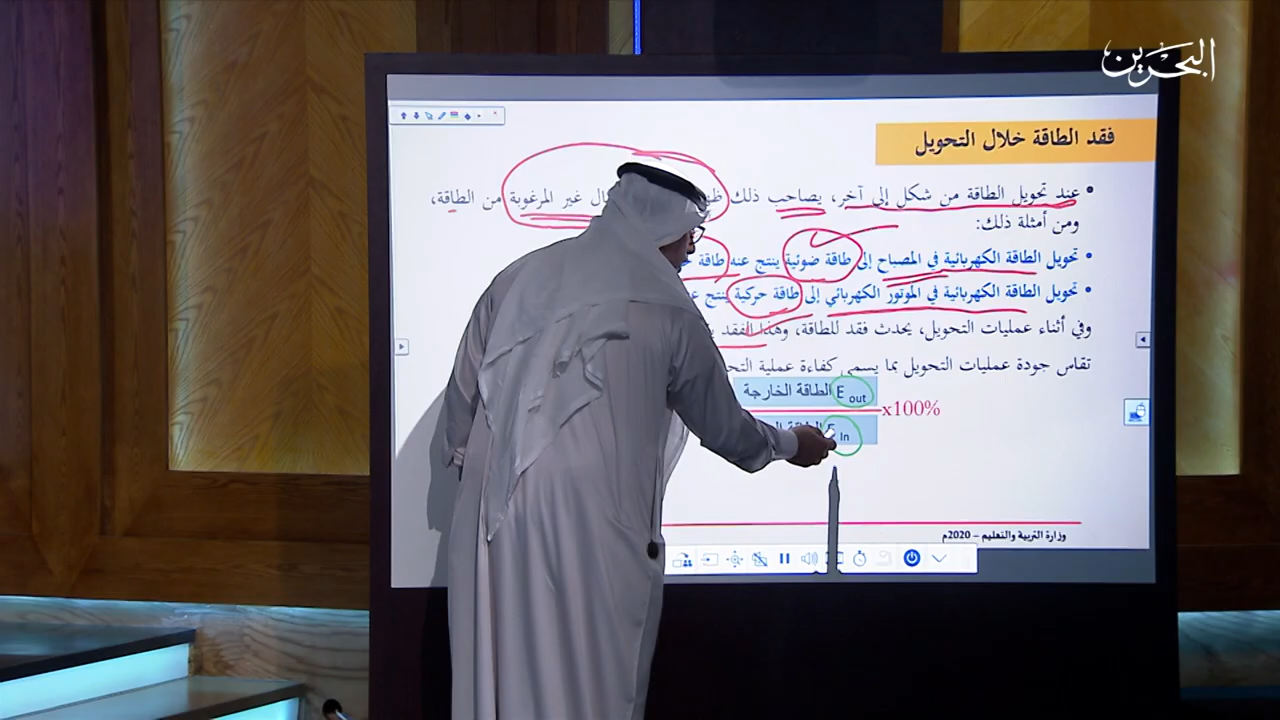 البحرين
فقد الطاقة خلال التحويل
عند تحويل الطاقة من شكل إلى آخر، يصاحب ذلك غير المرغوبة من الطاقة،
ومن أمثلة ذلك:
تحويل الطاقة الكهربائية في المصباح إلى طاقة ضوئية ينتج عنه طاقة
تحويل الطاقة الكهربائية في الموتور الكهربائي إلى طاقة حركية ينتج
وفي أثناء عمليات التحويل، يحدث فقد للطاقة، وهذا الفقد
تقاس جودة عمليات التحويل بما يسمى كفاءة عملية
E out الطاقة الخارجة
x100%
In
وزارة التربية والتعليم – 2020م